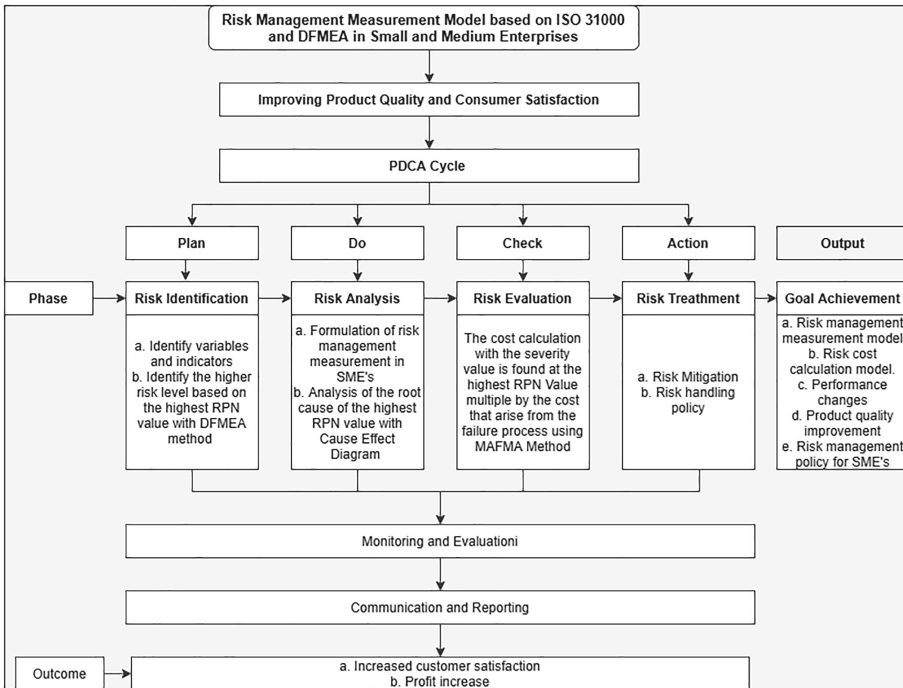 Risk Management Measurement Model based on ISO 31000
and DFMEA in Small and Medium Enterprises
Improving Product Quality and Consumer Satisfaction
PDCA Cycle
Plan
Do
Check
Action
Output
Phase
Risk Identification
Risk Analysis
Risk Evaluation
Risk Treathment
Goal Achievement
a. Identify variables
and indicators
b. Identify the higher
risk level based on
the highest RPN
value with DFMEA
method
a. Formulation of risk
management
measurement in
SME's
b. Analysis of the root
cause of the highest
RPN value with
Cause Effect
Diagram
The cost calculation
with the severity
value is found at the
highest RPN Value
multiple by the cost
that arise from the
failure process using
MAFMA Method
a. Risk Mitigation
b. Risk handling
policy
a. Risk management
measurement model
b. Risk cost
calculation model.
c. Performance
changes
d. Product quality
improvement
e. Risk management
policy for SME's
Monitoring and Evaluationi
Communication and Reporting
Outcome
a. Increased customer satisfaction
b. Profit increase